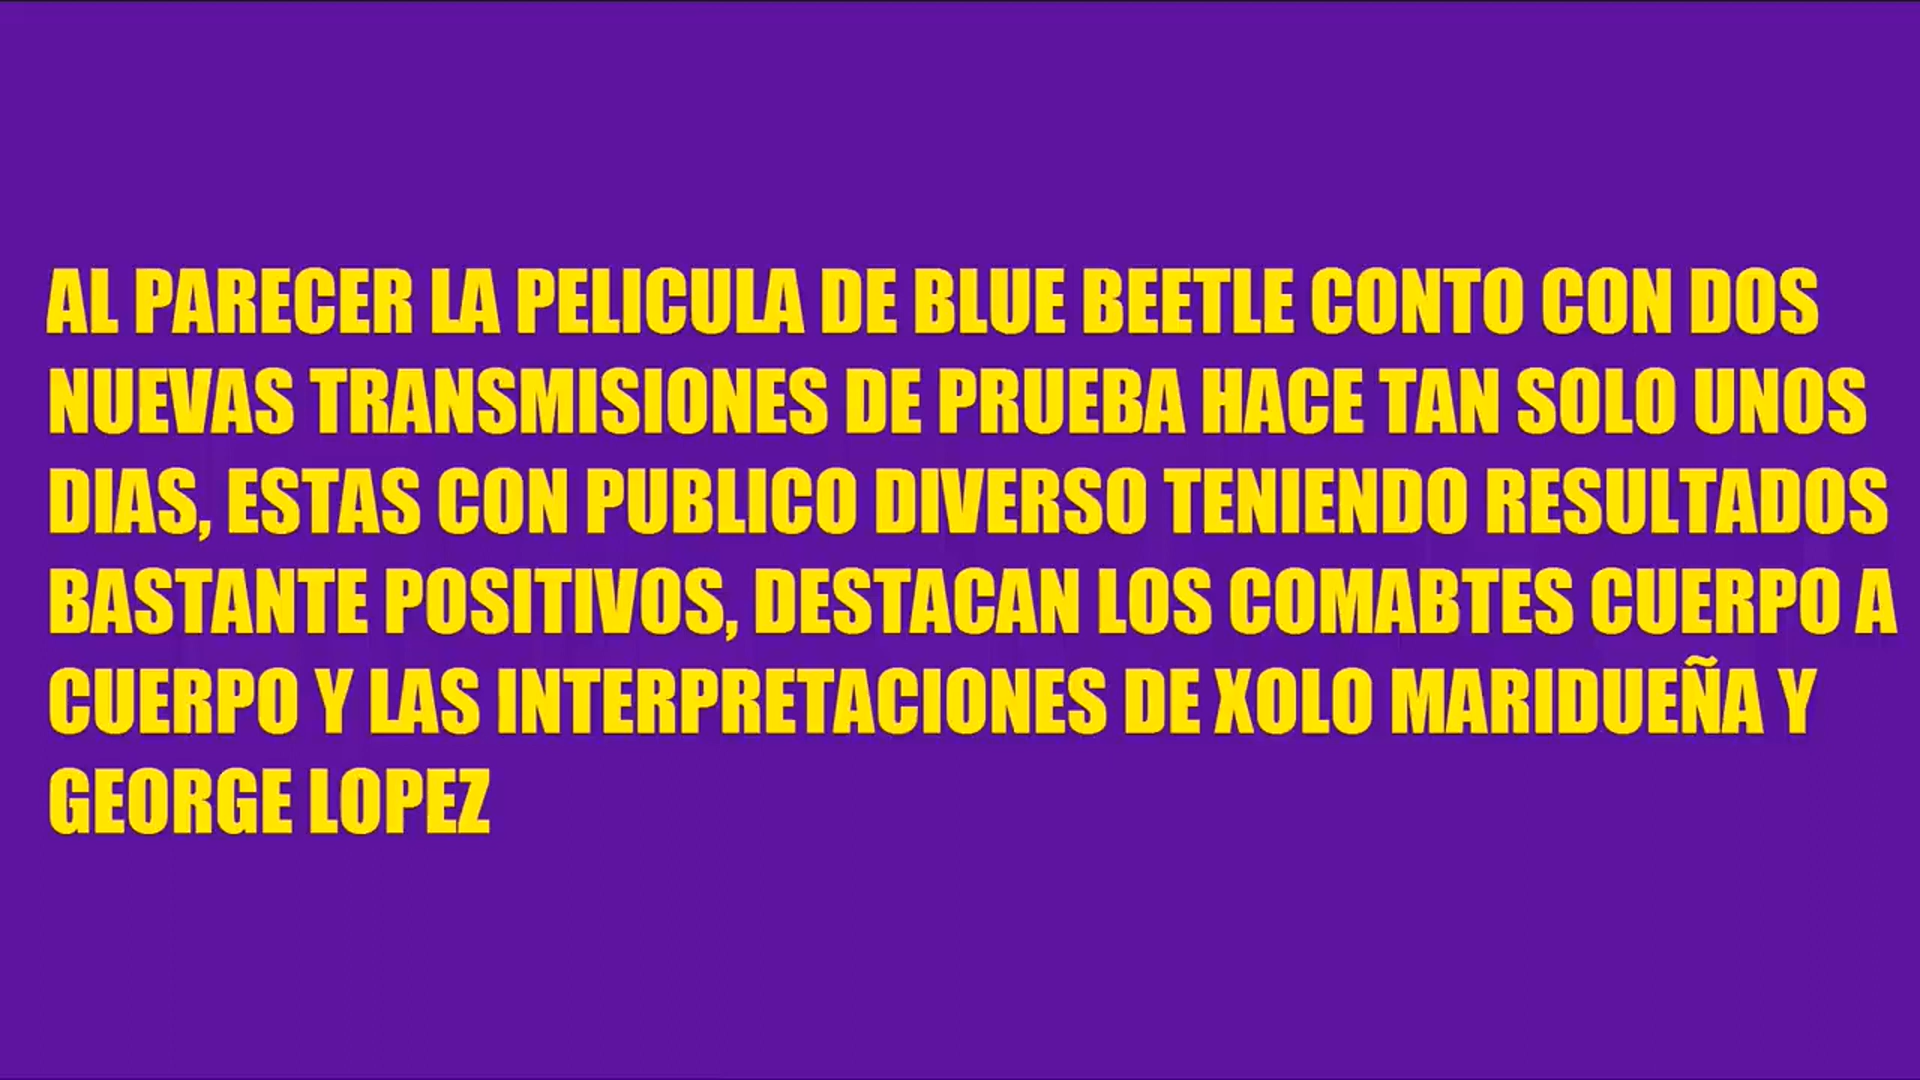 AL PARECER LA PELICULA DE BLUE BEETLE CONTO CON DOS
NUEVAS TRANSMISIONES DE PRUEBA HACE TAN SOLO UNOS
DIAS, ESTAS CON PUBLICO DIVERSO TENIENDO RESULTADOS
BASTANTE POSITIVOS, DESTACAN LOS COMABTES CUERPO A
CUERPO Y LAS INTERPRETACIONES DE XOLO MARIDUEÑA Y
GEORGE LOPEZ